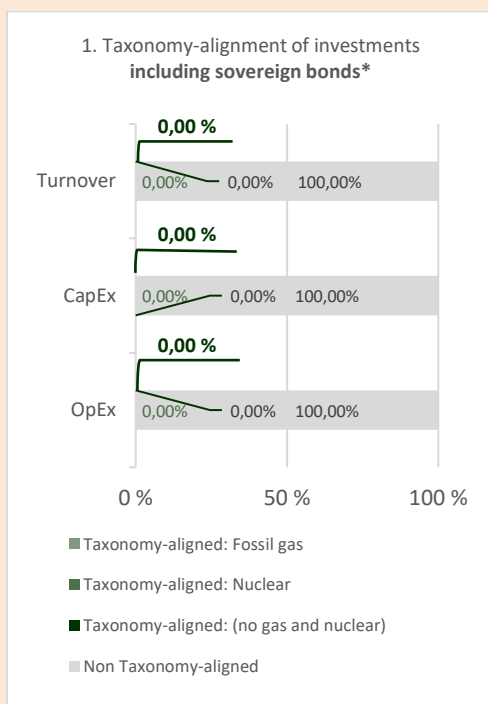 1. Taxonomy-alignment of investments
including sovereign bonds*
0,00 %
Turnover 0,00% 0,00% 100,00%
0,00 %
CapEx 0,00% 0,00% 100,00%
0,00 %
OpEx 0,00% 0,00% 100,00%
0 % 50 % 100 %
Taxonomy-aligned: Fossil gas
Taxonomy-aligned: Nuclear
Taxonomy-aligned: (no gas and nuclear)
Non Taxonomy-aligned